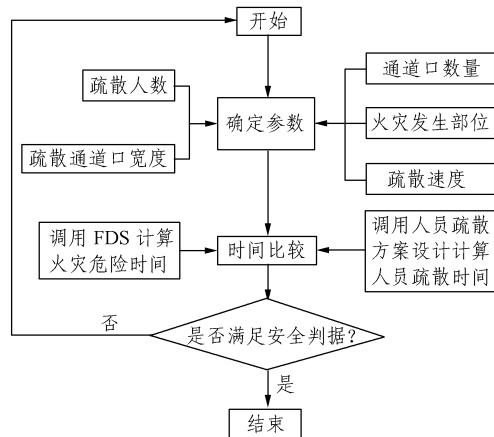 开始
疏散人数
通道口数量
确定参数
火灾发生部位
疏散通道口宽度
疏散速度
调用 FDS 计算
火灾危险时间
时间比较
调用人员疏散
方案设计计算
人员疏散时间
否
是否满足安全判据?
是
结束